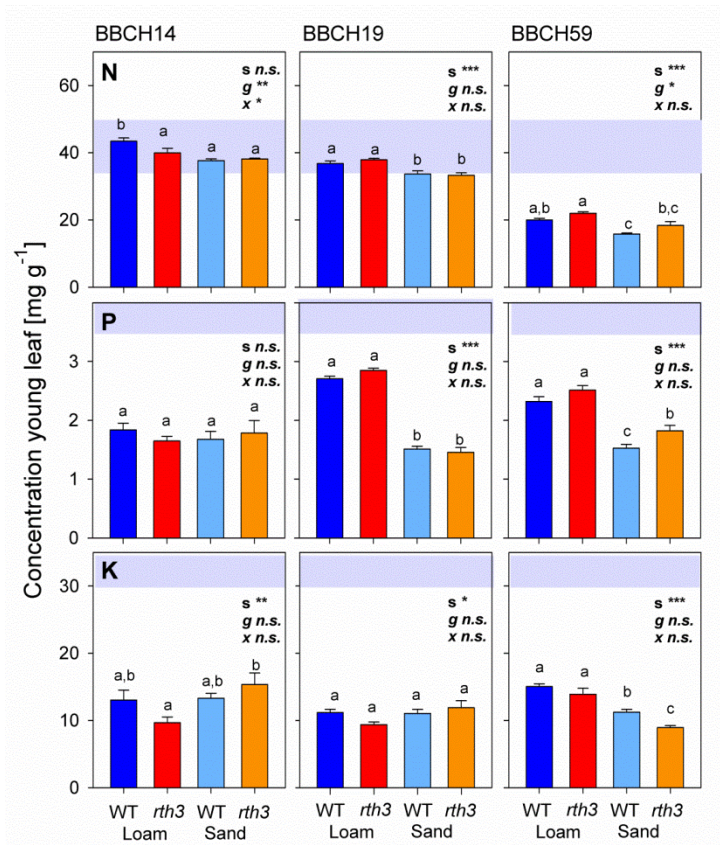 BBCH14 BBCH19 BBCH59
N
60
40
20
0
s n.s.
g **
x *
b a a a
s ***
g n.s.
x n.s.
a a b b
s ***
g *
x n.s.
a,b a c b,c
Concentration young leaf [mg g-1]
P
3
2
1
0
s n.s.
g n.s.
x n.s.
a a a a
s ***
g n.s.
x n.s.
a a b b
s ***
g n.s.
x n.s.
a a c b
K
30
20
10
0
s **
g n.s.
x n.s.
a,b a a,b b
s *
g n.s.
x n.s.
a a a a
s ***
g n.s.
x n.s.
a a b c
WT rth3 WT rth3 WT rth3 WT rth3 WT rth3 WT rth3
Loam Sand Loam Sand Loam Sand